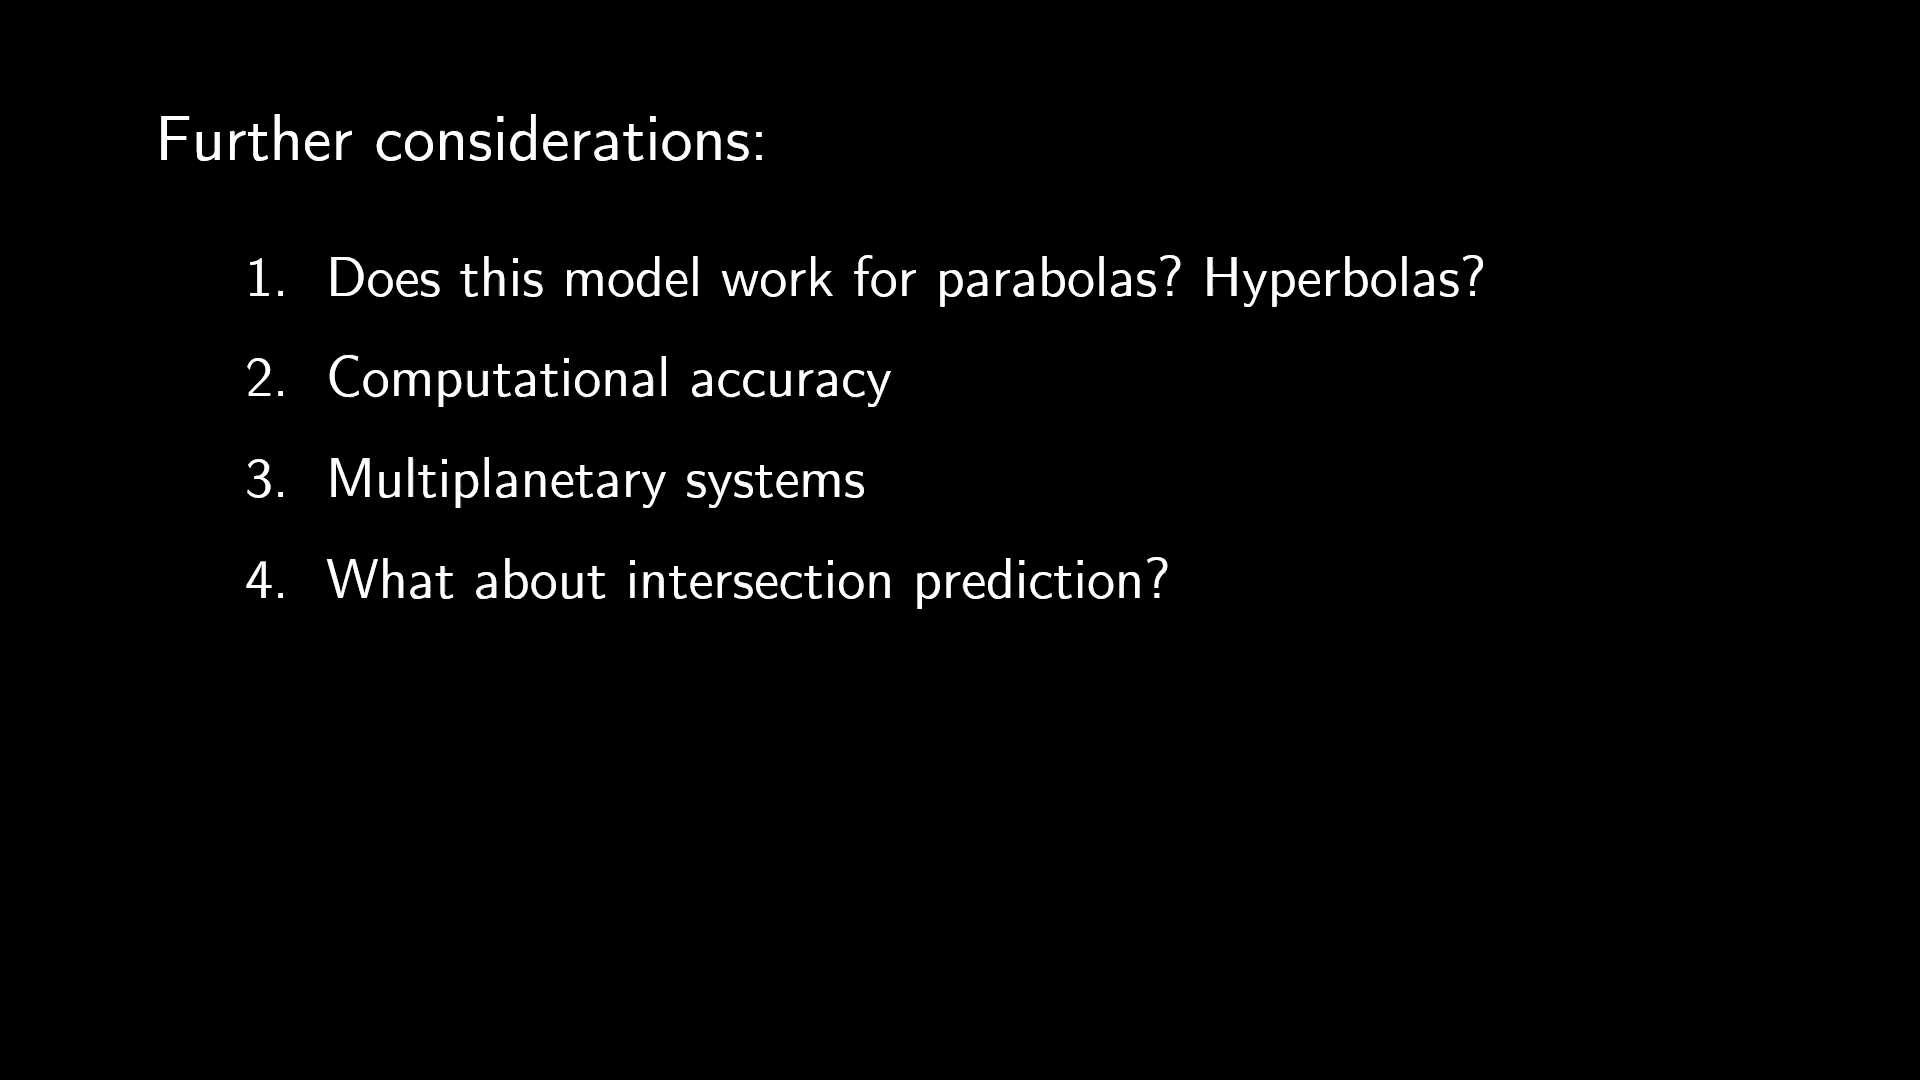 Further considerations:
1. Does this model work for parabolas? Hyperbolas?
2. Computational accuracy
3. Multiplanetary systems
4. What about intersection prediction?